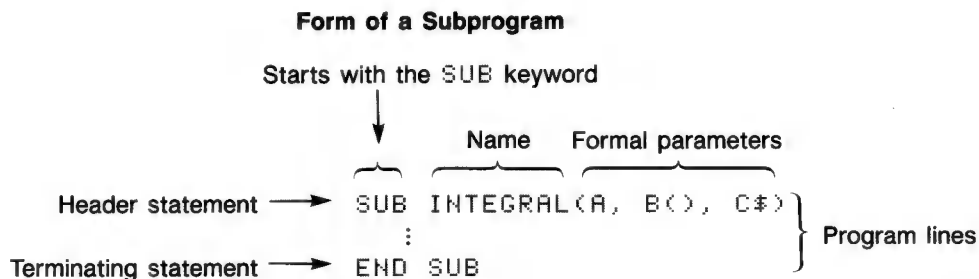 Form of a Subprogram
Starts with the SUB keyword
Name Formal parameters
Header statement SUB INTEGRAL(A, B(), C$)
⋮
Program lines
Terminating statement END SUB